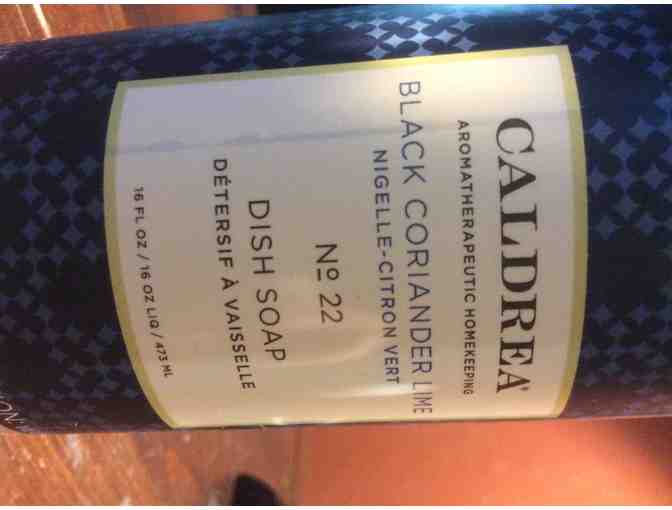 CALDREA
AROMATHERAPEUTIC HOMEKEEPING
BLACK CORIANDER LIME
NIGELLE-CITRON VERT
Nº 22
DISH SOAP
DÉTERSIF À VAISSELLE
16 FL OZ / 16 OZ LIQ / 473 ML